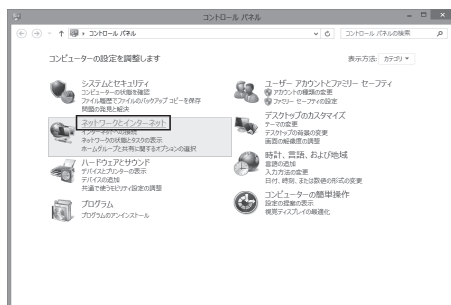 コントロール パネル
コントロール パネル
コントロール パネルの検索
コンピューターの設定を調整します
表示方法: カテゴリ
システムとセキュリティ
コンピューターの状態を確認
ファイル履歴でファイルのバックアップ コピーを保存
問題の発見と解決
ネットワークとインターネット
インターネットへの接続
ネットワークの状態とタスクの表示
ホームグループと共有に関するオプションの選択
ハードウェアとサウンド
デバイスとプリンターの表示
デバイスの追加
共通で使うモビリティ設定の調整
プログラム
プログラムのアンインストール
ユーザー アカウントとファミリー セーフティ
アカウントの種類の変更
ファミリー セーフティの設定
デスクトップのカスタマイズ
テーマの変更
デスクトップの背景の変更
画面の解像度の調整
時計、言語、および地域
言語の追加
入力方法の変更
日付、時刻、または数値の形式の変更
コンピューターの簡単操作
設定の提案の表示
視覚ディスプレイの最適化